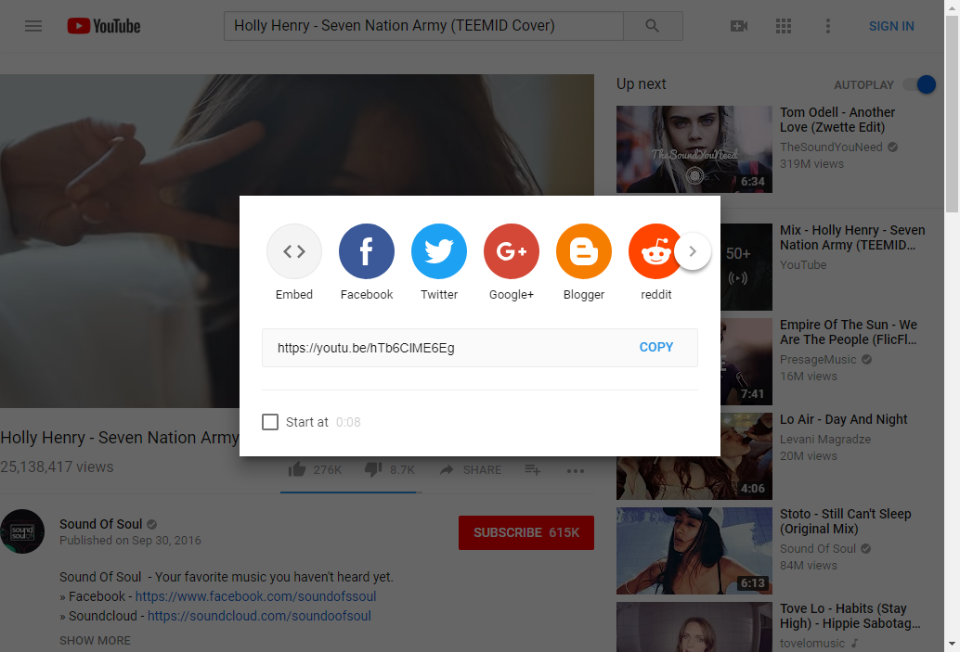 YouTube
Holly Henry - Seven Nation Army (TEEMID Cover)
SIGN IN
Up next
AUTOPLAY
TheSoundYouNeed
6:34
Tom Odell - Another
Love (Zwette Edit)
TheSoundYouNeed
319M views
50+
Mix - Holly Henry - Seven
Nation Army (TEEMID...
YouTube
7:41
Empire Of The Sun - We
Are The People (FlicFl...
PresageMusic
16M views
4:06
Lo Air - Day And Night
Levani Magradze
20M views
6:13
Stoto - Still Can't Sleep
(Original Mix)
Sound Of Soul
84M views
Tove Lo - Habits (Stay
High) - Hippie Sabotag...
tovelomusic
Embed
Facebook
Twitter
Google+
Blogger
reddit
https://youtu.be/hTb6ClME6Eg
COPY
Start at 0:08
Holly Henry - Seven Nation Army
25,138,417 views
276K
8.7K
SHARE
sound
soul
Sound Of Soul
Published on Sep 30, 2016
SUBSCRIBE 615K
Sound Of Soul - Your favorite music you haven't heard yet.
» Facebook - https://www.facebook.com/soundofssoul
» Soundcloud - https://soundcloud.com/soundoofsoul
SHOW MORE